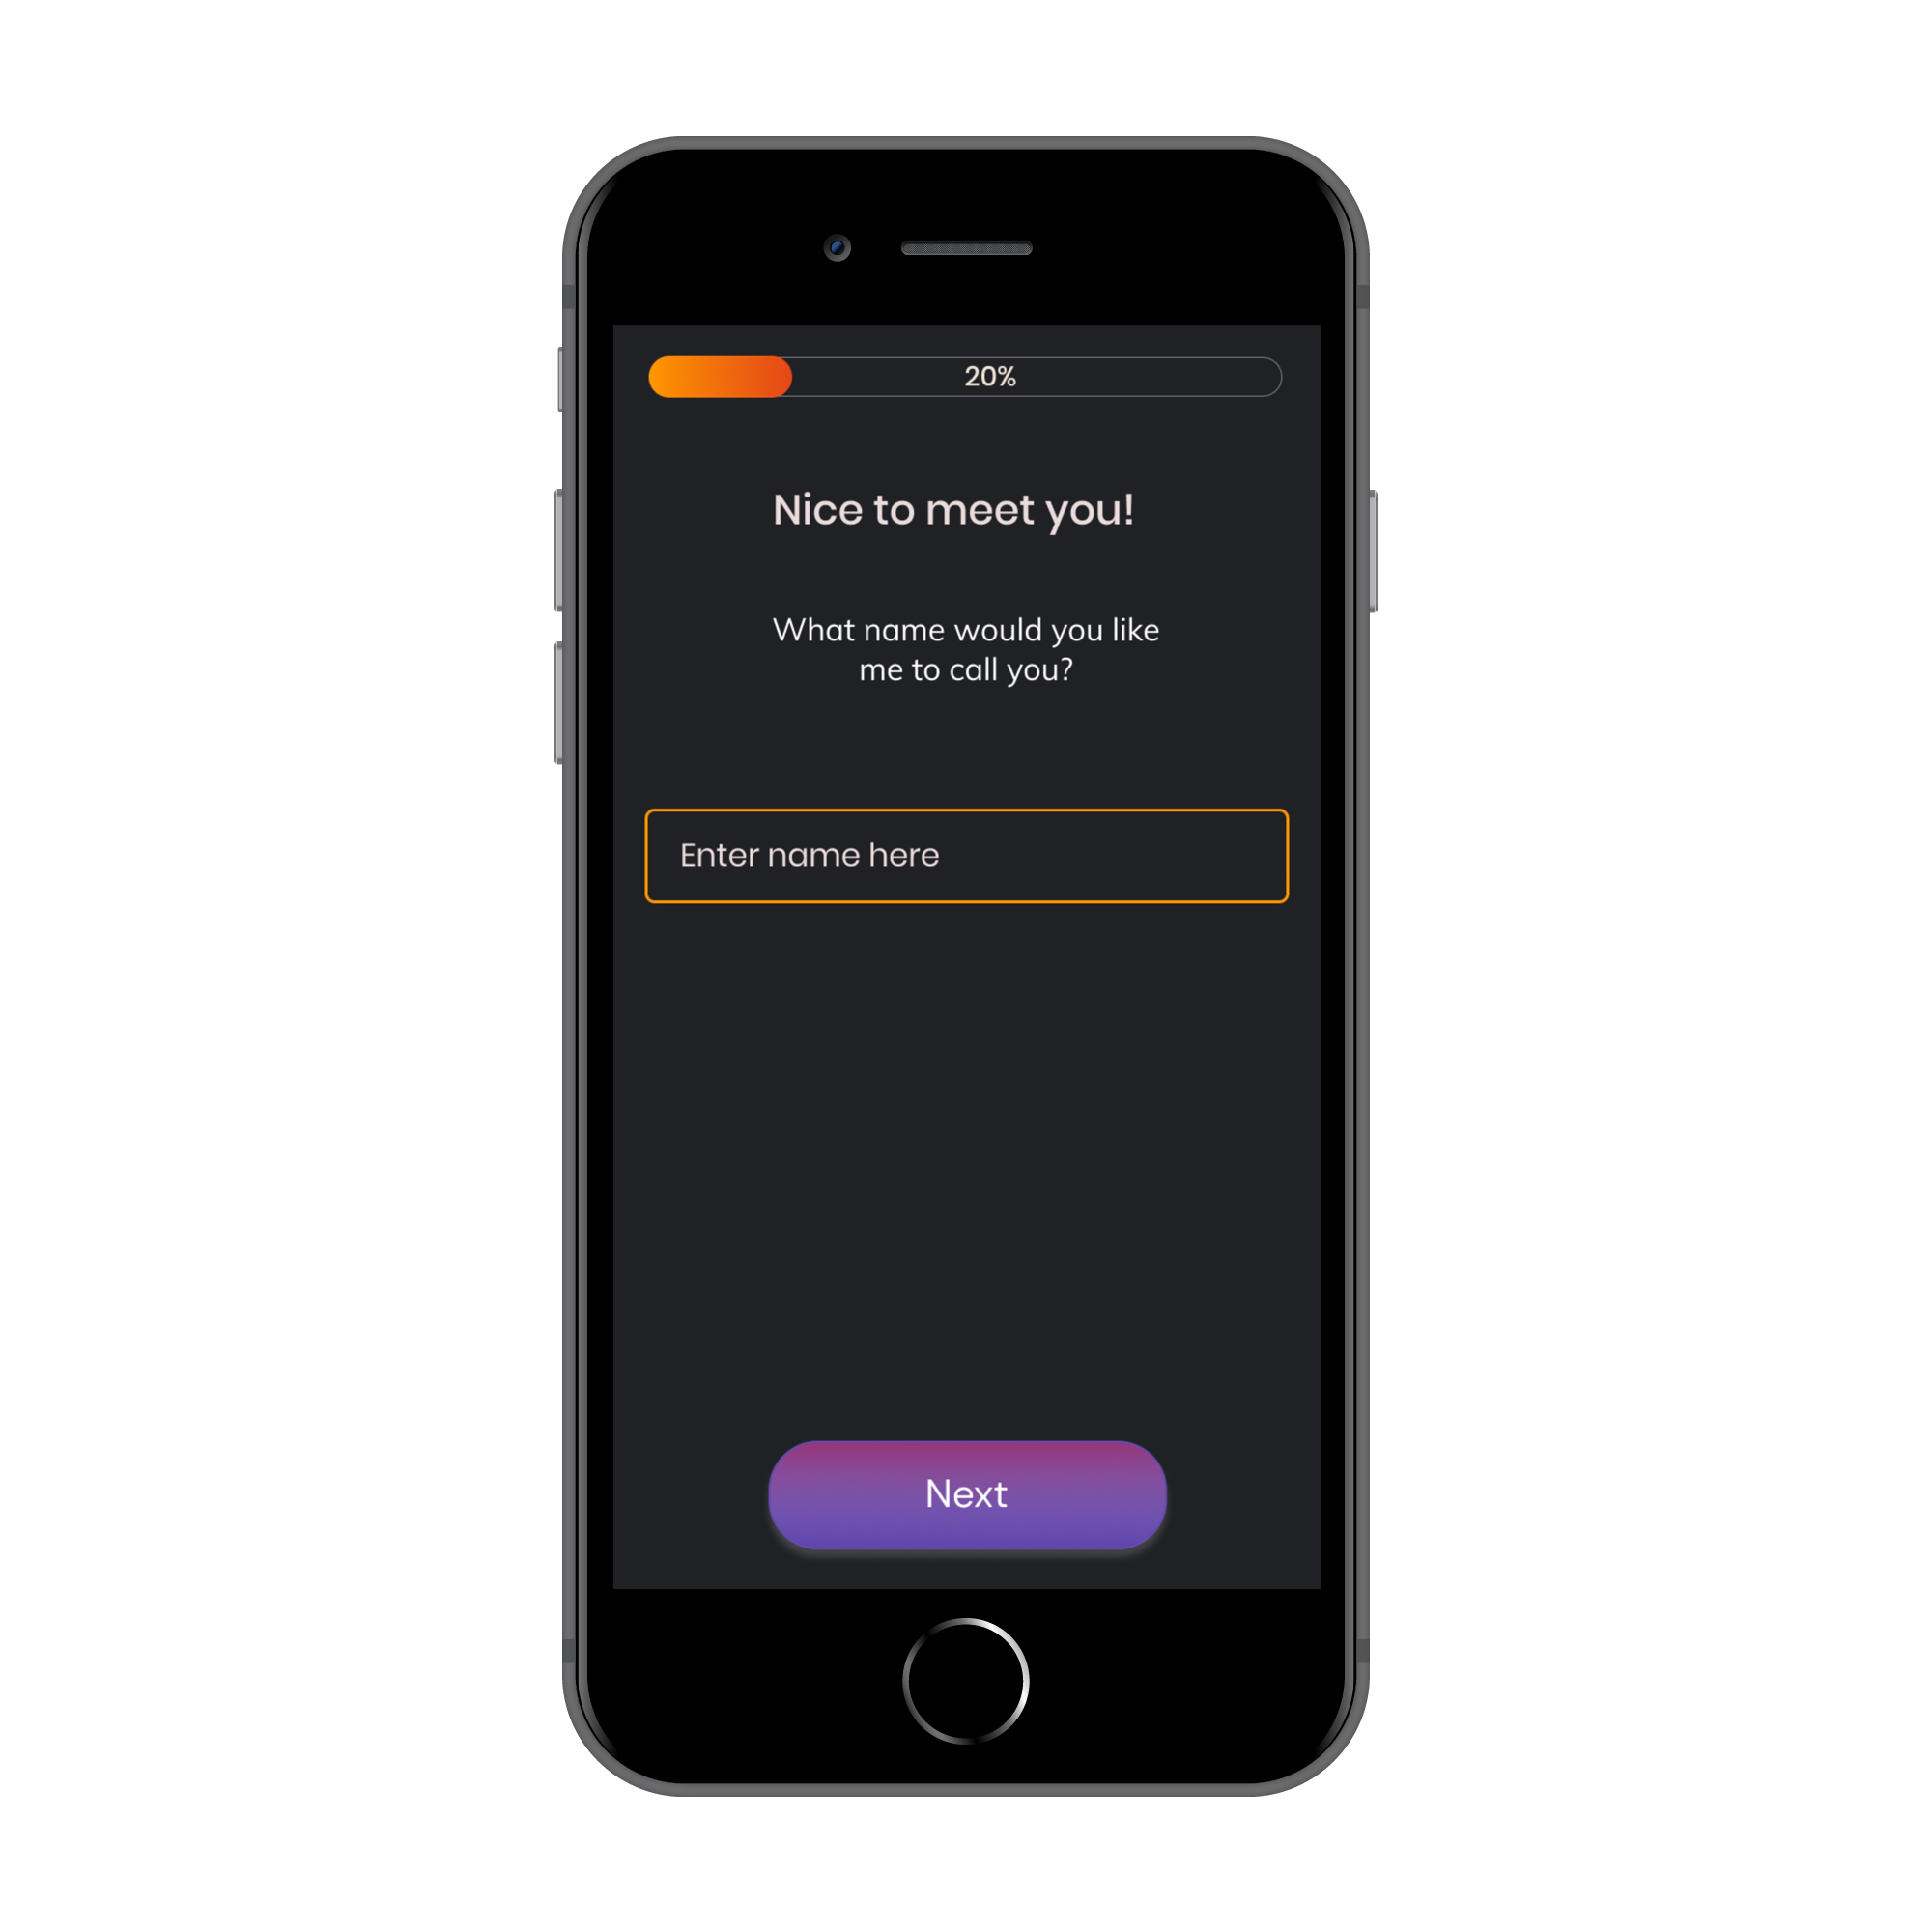 20%
Nice to meet you!
What name would you like
me to call you?
Enter name here
Next